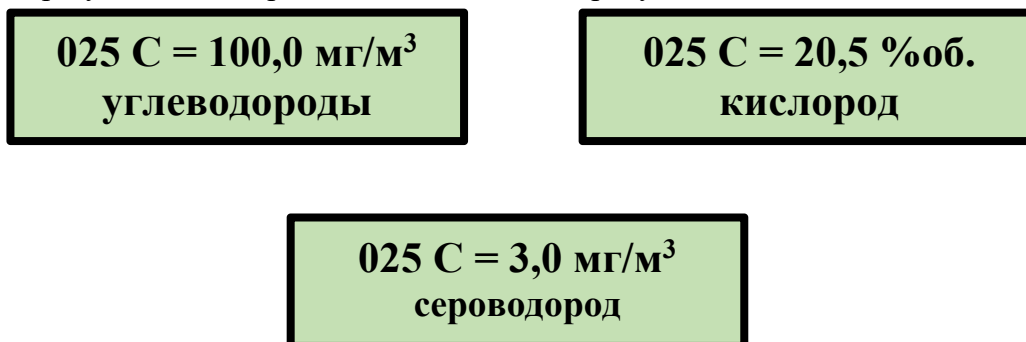 025 С = 100,0 мг/м³
углеводороды
025 С = 20,5 %об.
кислород
025 С = 3,0 мг/м³
сероводород